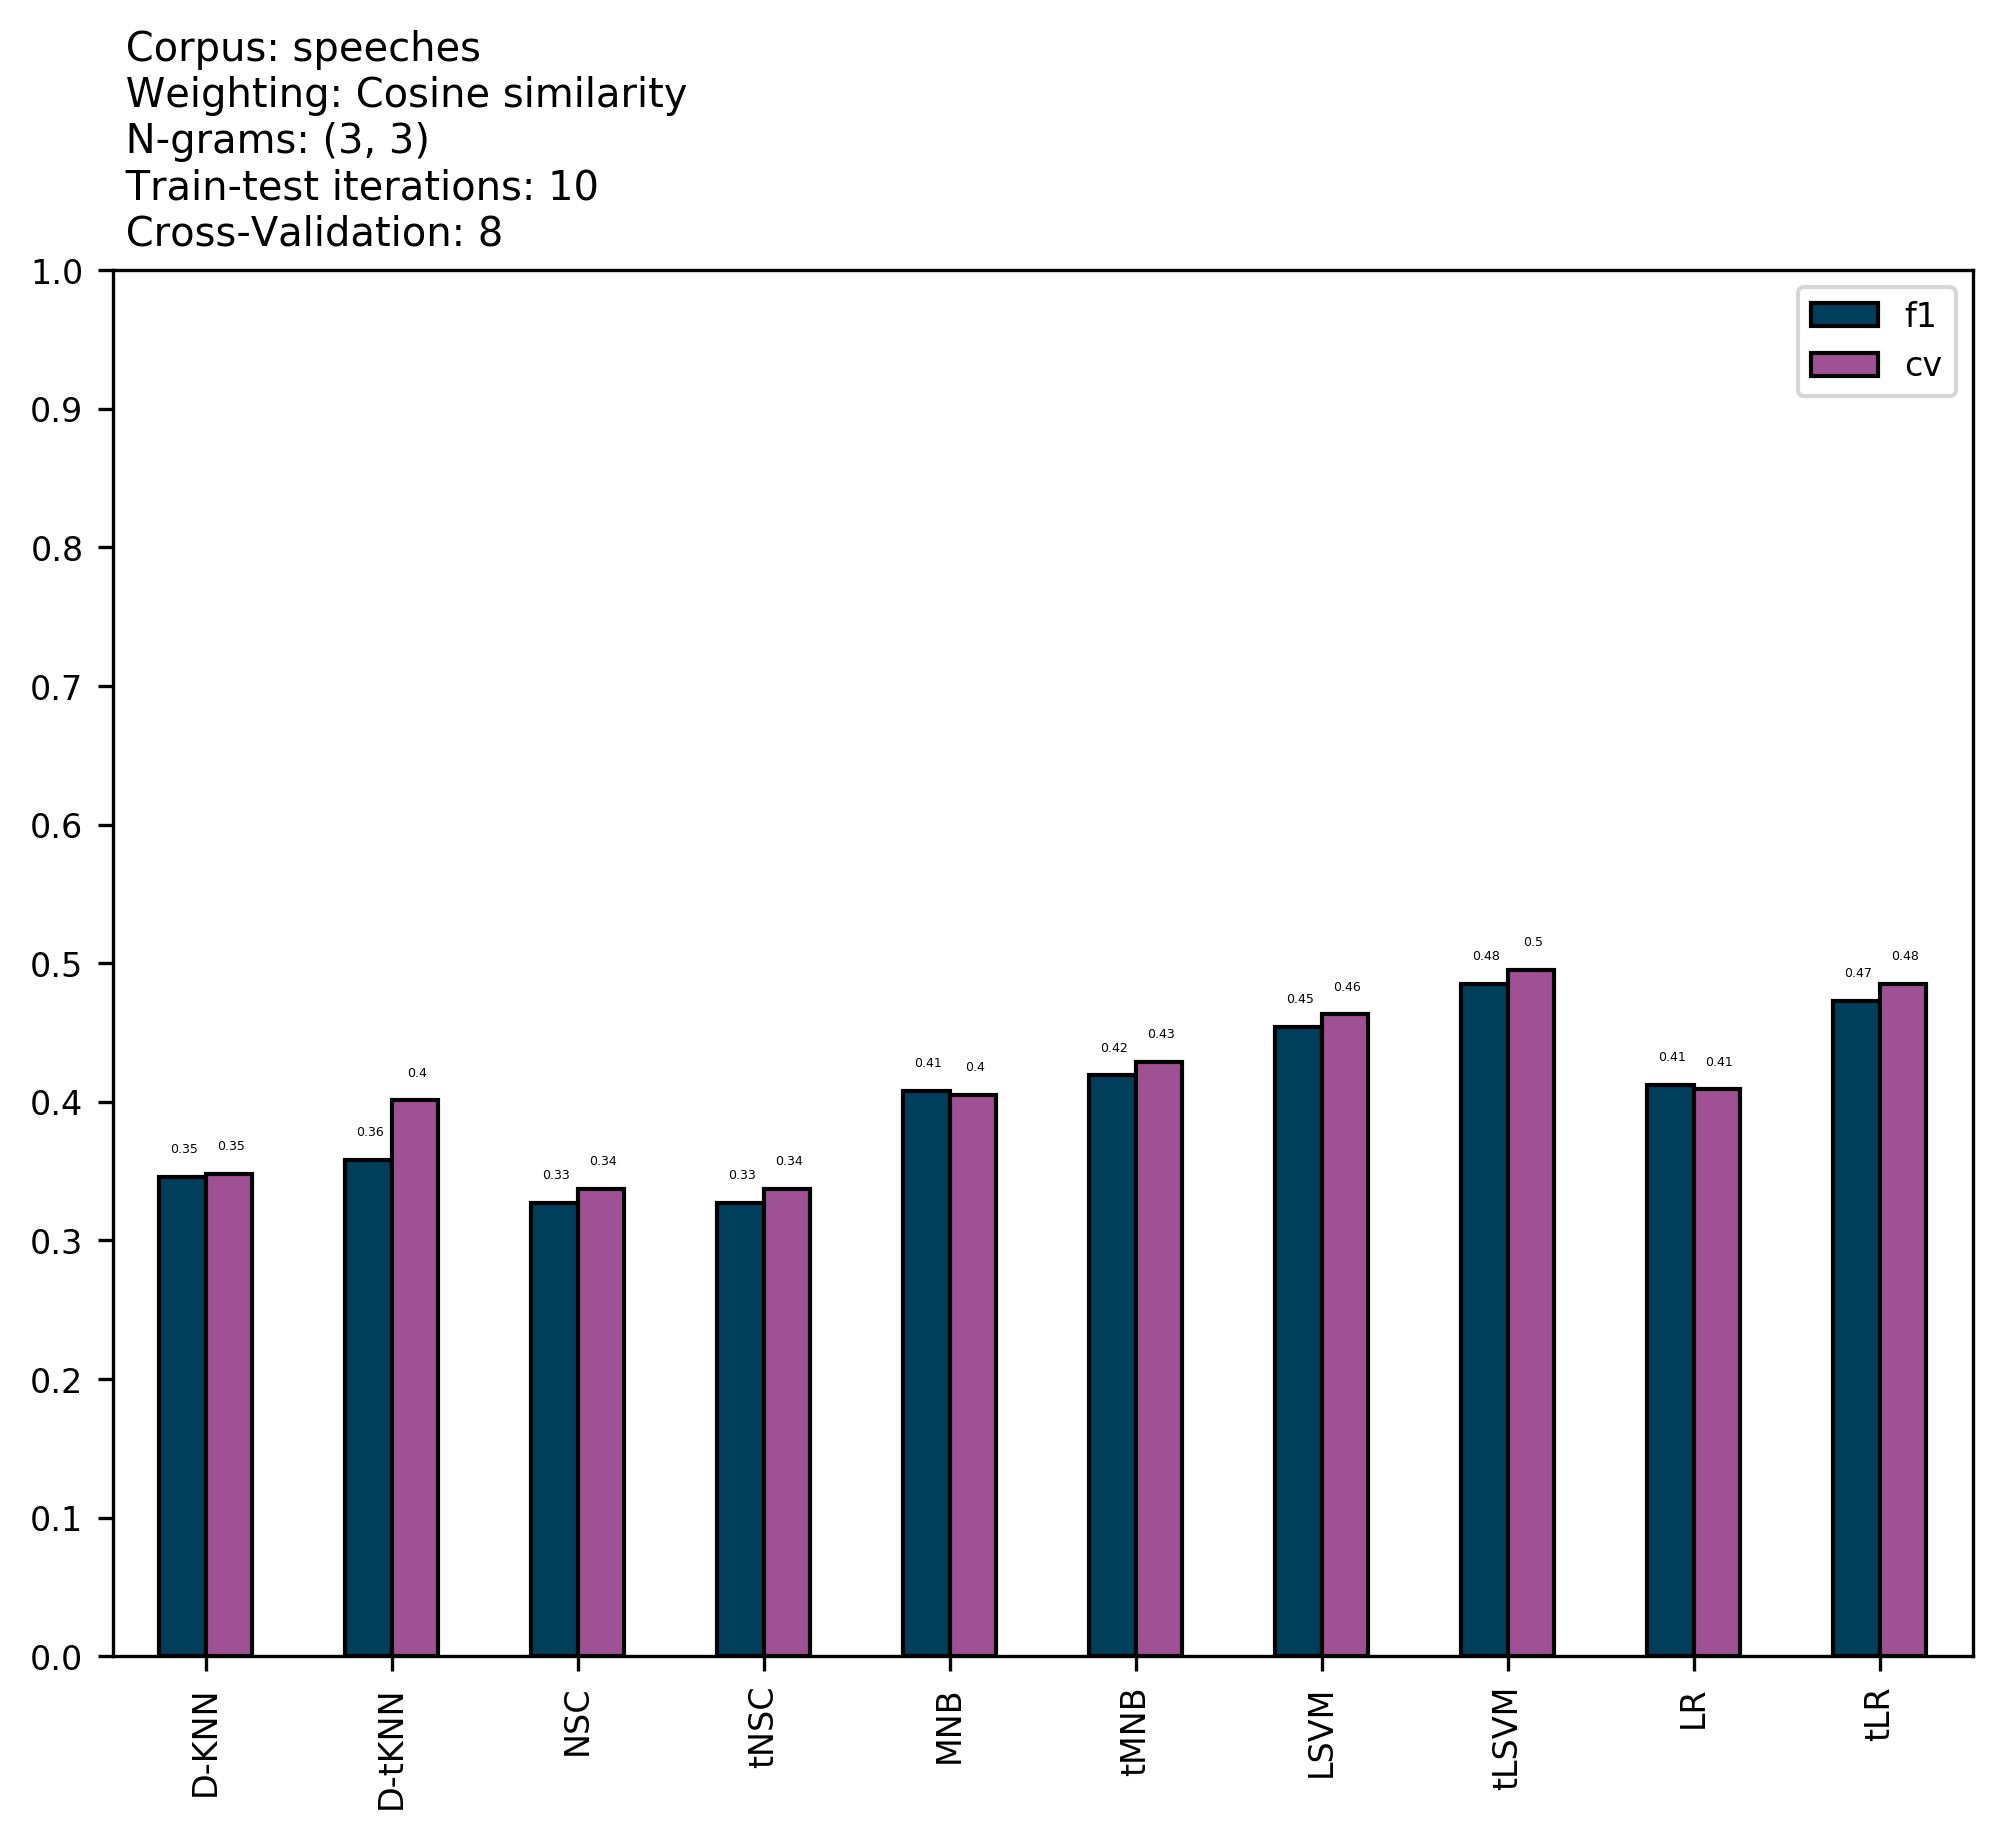 Corpus: speeches
Weighting: Cosine similarity
N-grams: (3, 3)
Train-test iterations: 10
Cross-Validation: 8
1.0
0.9
0.8
0.7
0.6
0.5
0.4
0.3
0.2
0.1
0.0
f1
cv
0.35
0.35
0.36
0.4
0.33
0.34
0.33
0.34
0.41
0.4
0.42
0.43
0.45
0.46
0.48
0.5
0.41
0.41
0.47
0.48
D-KNN
D-tKNN
NSC
tNSC
MNB
tMNB
LSVM
tLSVM
LR
tLR